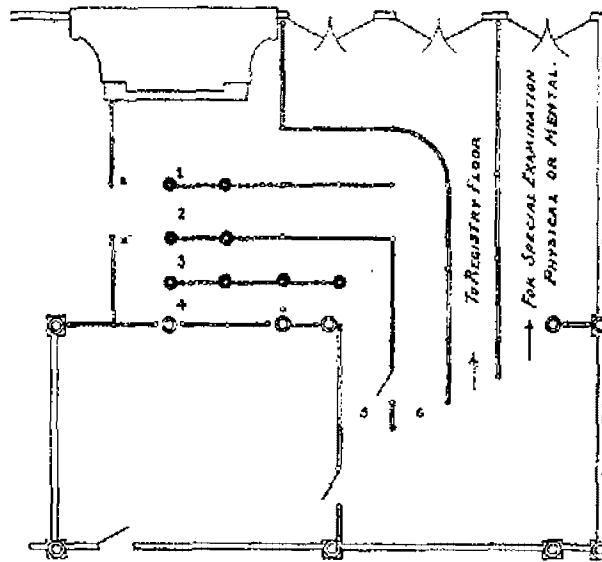 1
2
3
4
5
6
TO REGISTRY FLOOR
FOR SPECIAL EXAMINATION
PHYSICAL OR MENTAL.